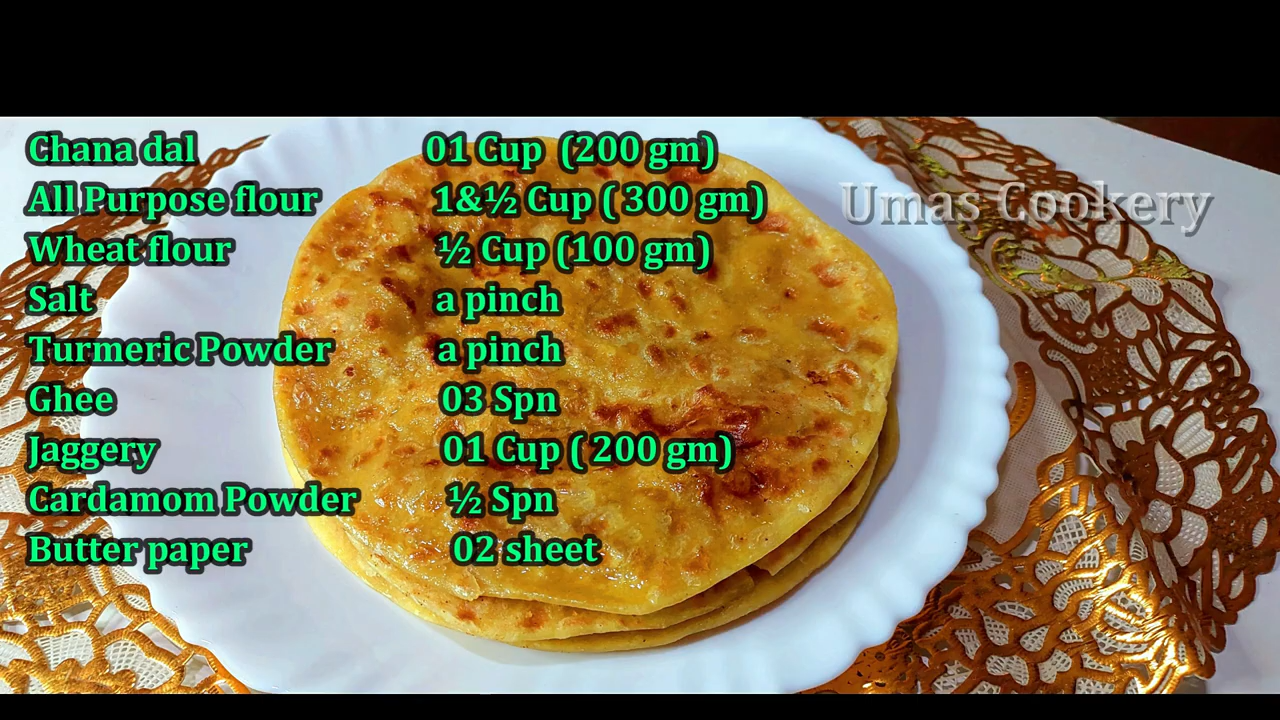 Chana dal 01 Cup (200 gm)
All Purpose flour 1&½ Cup ( 300 gm)
Umas Cookery
Wheat flour ½ Cup (100 gm)
Salt a pinch
Turmeric Powder a pinch
Ghee 03 Spn
Jaggery 01 Cup ( 200 gm)
Cardamom Powder ½ Spn
Butter paper 02 sheet